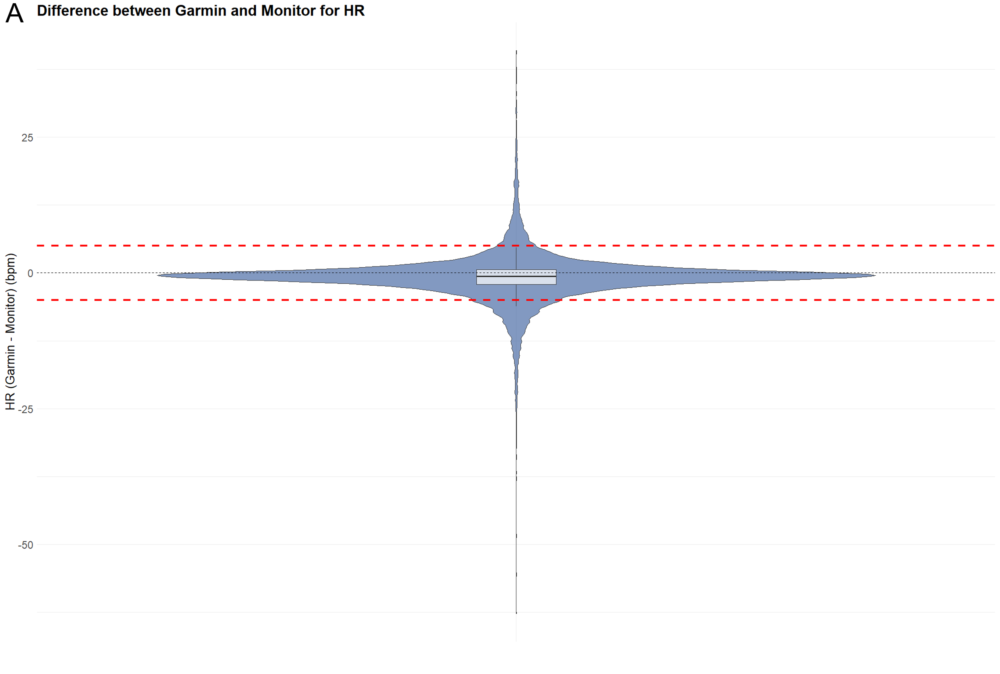 A
Difference between Garmin and Monitor for HR
HR (Garmin - Monitor) (bpm)
25
0
-25
-50